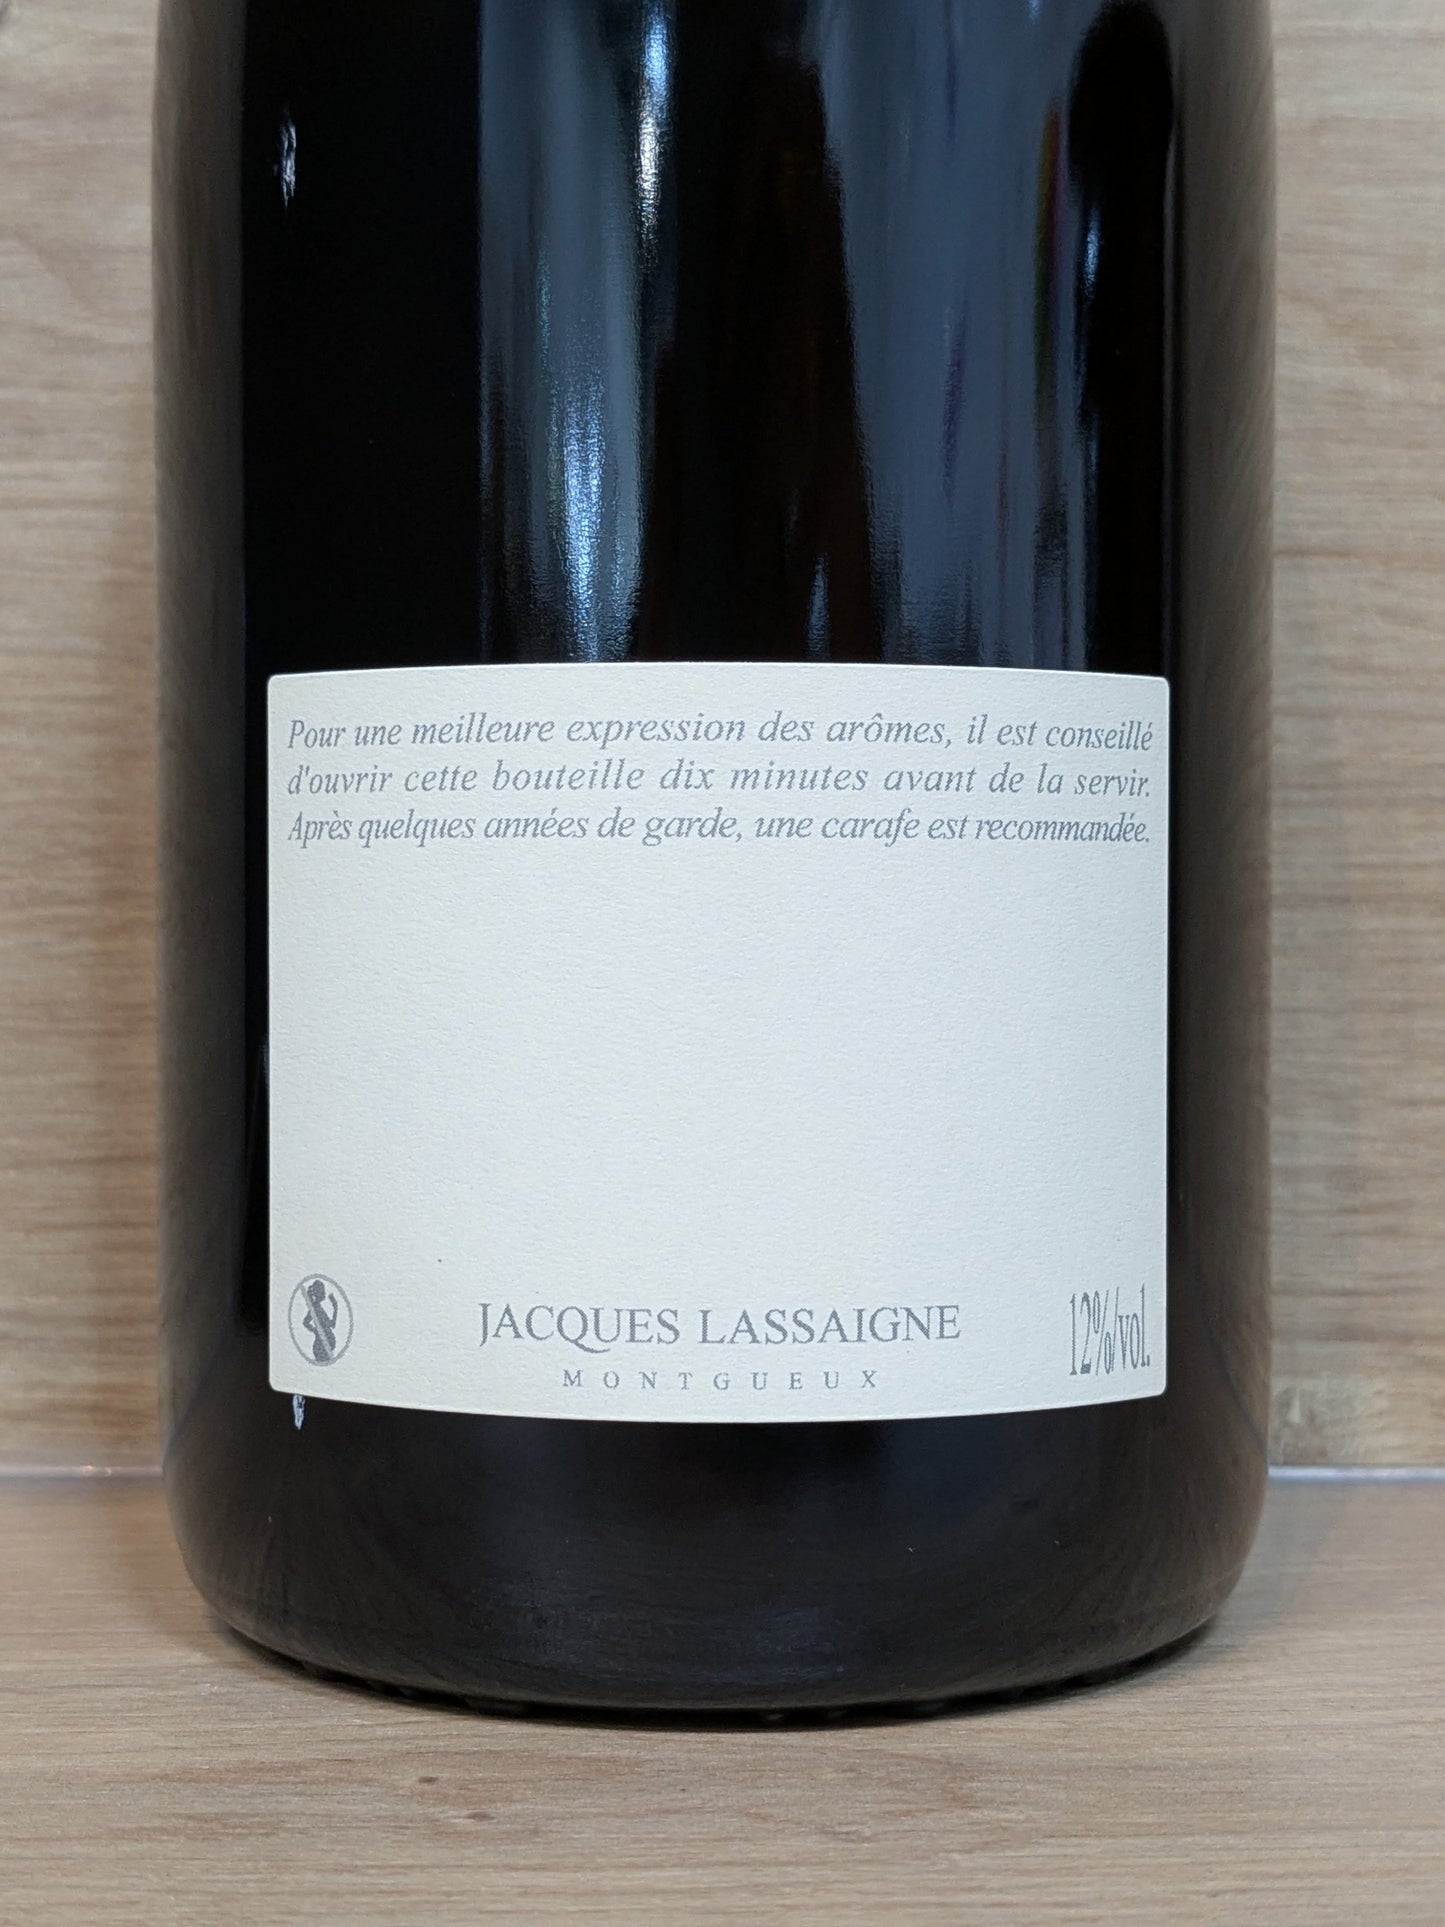 Pour une meilleure expression des arômes, il est conseillé
d'ouvrir cette bouteille dix minutes avant de la servir.
Après quelques années de garde, une carafe est recommandée.
JACQUES LASSAIGNE
MONTGUEUX
12%/vol.